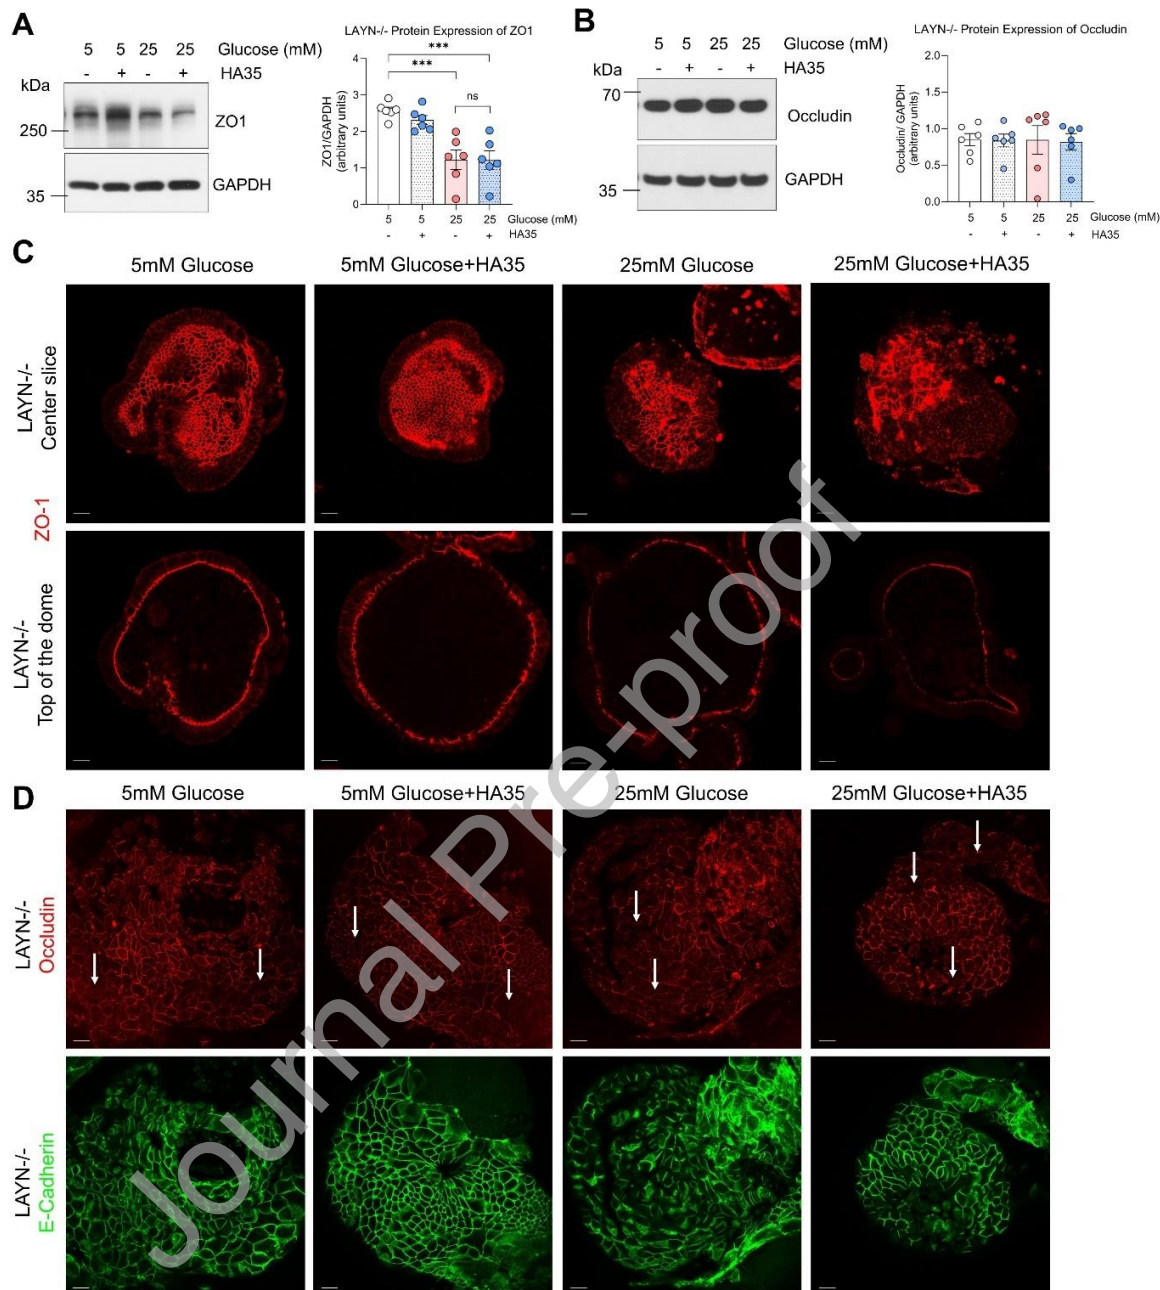 A
5 5 25 25 Glucose (mM)
- + - + HA35
kDa
250
ZO1
35
GAPDH
LAYN-/- Protein Expression of ZO1
***
***
ns
ZO1/GAPDH
(arbitrary units)
4
3
2
1
0
5 5 25 25 Glucose (mM)
- + - + HA35
B
5 5 25 25 Glucose (mM)
kDa - + - + HA35
70
Occludin
35
GAPDH
LAYN-/- Protein Expression of Occludin
Occludin/ GAPDH
(arbitrary units)
2.0
1.5
1.0
0.5
0.0
5 5 25 25 Glucose (mM)
- + - + HA35
C
5mM Glucose 5mM Glucose+HA35 25mM Glucose 25mM Glucose+HA35
LAYN-/-
Center slice
ZO-1
LAYN-/-
Top of the dome
D
5mM Glucose 5mM Glucose+HA35 25mM Glucose 25mM Glucose+HA35
LAYN-/-
Occludin
LAYN-/-
E-Cadherin
Journal Pre-proof